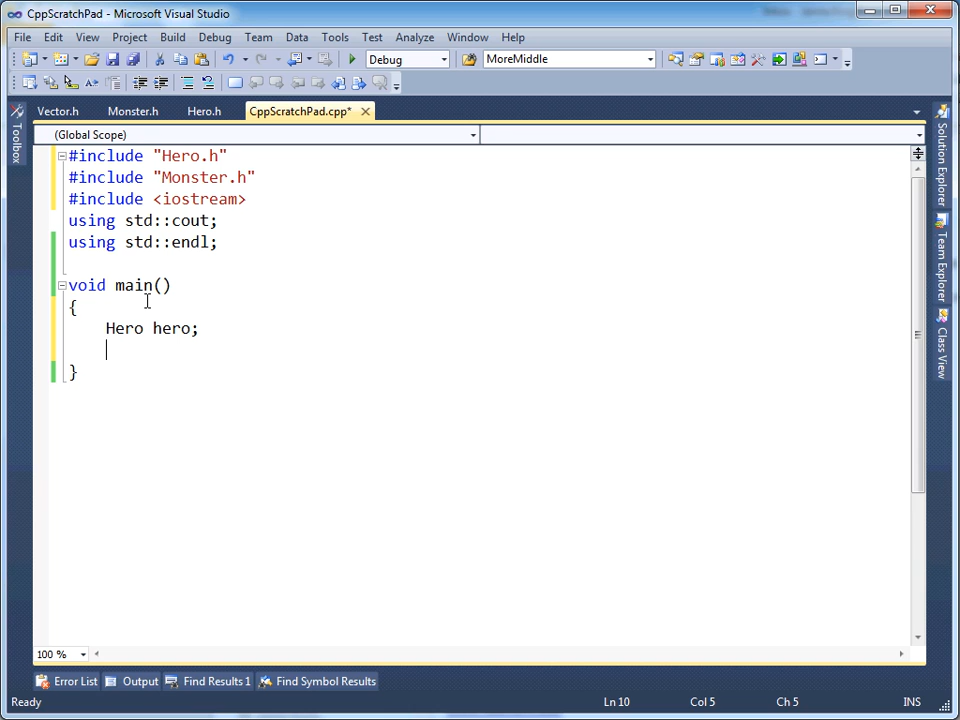 CppScratchPad - Microsoft Visual Studio
File Edit View Project Build Debug Team Data Tools Test Analyze Window Help
Debug MoreMiddle
Vector.h Monster.h Hero.h CppScratchPad.cpp*
(Global Scope)
#include "Hero.h"
#include "Monster.h"
#include <iostream>
using std::cout;
using std::endl;
void main()
{
Hero hero;
}
Toolbox
Solution Explorer
Team Explorer
Class View
100 %
Error List Output Find Results 1 Find Symbol Results
Ready Ln 10 Col 5 Ch 5 INS